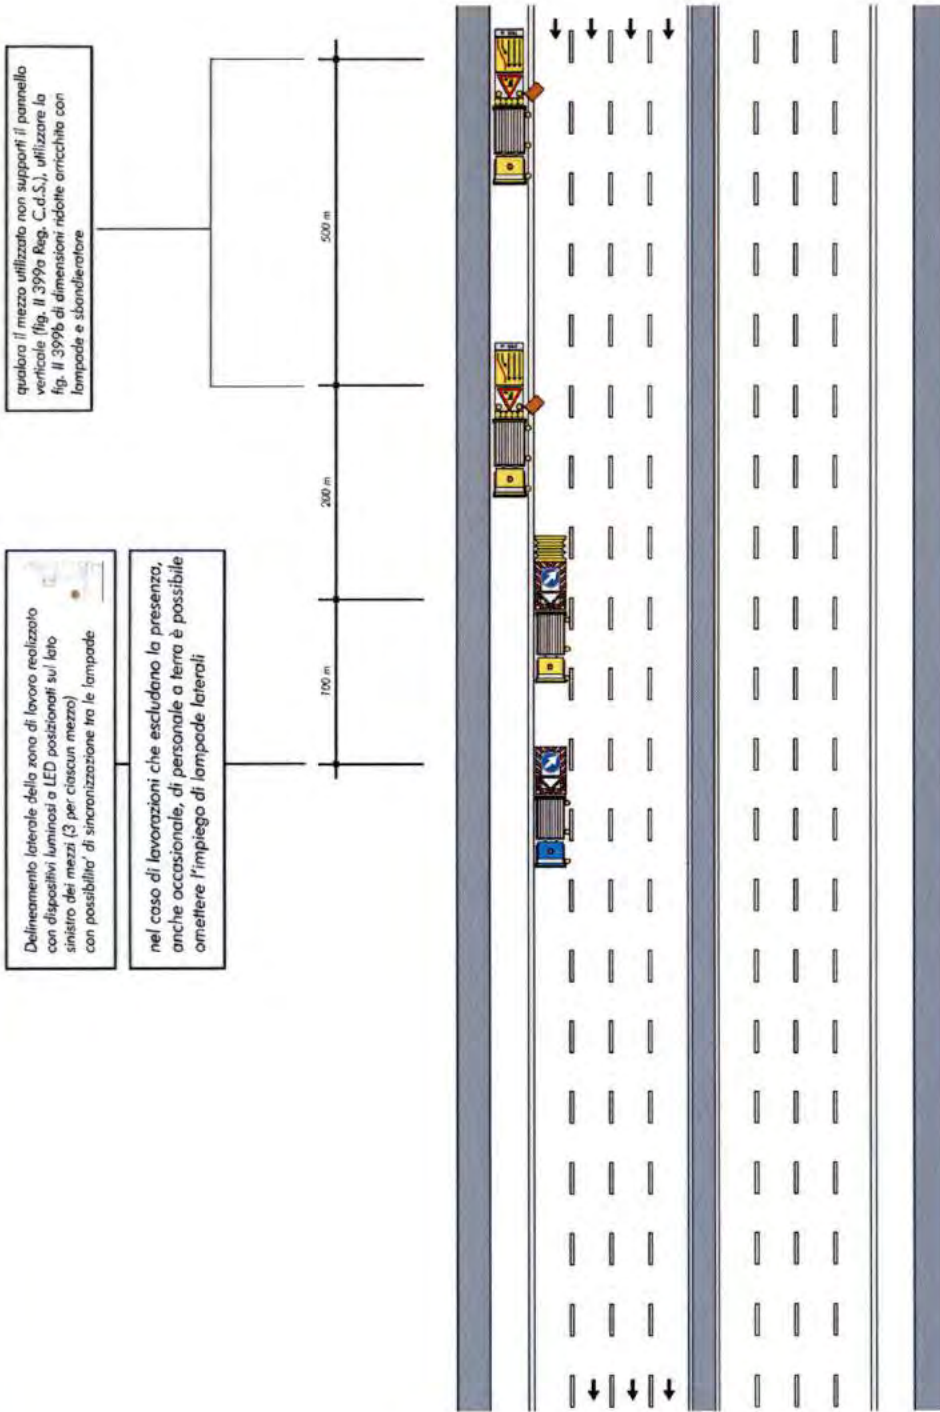 qualora il mezzo utilizzato non supporti il pannello
verticale (fig. II 399a Reg. C.d.S.), utilizzare la
fig. II 399b di dimensioni ridotte arricchita con
lampade e sbandieratore
500 m
200 m
100 m
Delineamento laterale della zona di lavoro realizzato
con dispositivi luminosi a LED posizionati sul lato
sinistro dei mezzi (3 per ciascun mezzo)
con possibilita' di sincronizzazione tra le lampade
nel caso di lavorazioni che escludano la presenza,
anche occasionale, di personale a terra è possibile
omettere l'impiego di lampade laterali